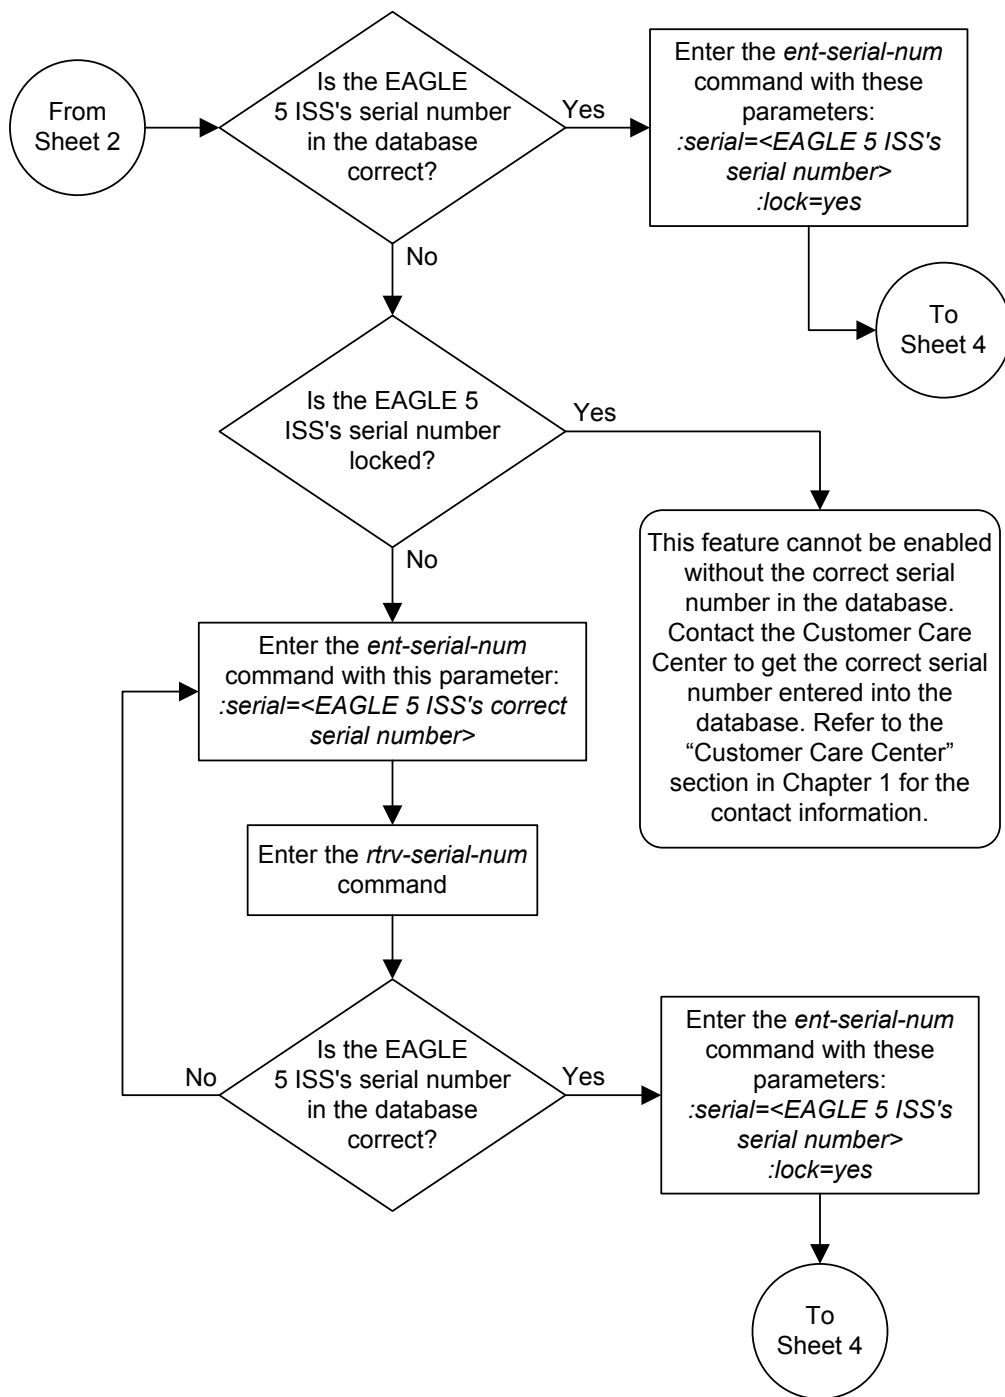 From
Sheet 2
Is the EAGLE
5 ISS's serial number
in the database
correct?
Yes
Enter the ent-serial-num
command with these
parameters:
:serial=<EAGLE 5 ISS's
serial number>
:lock=yes
No
To
Sheet 4
Is the EAGLE 5
ISS's serial number
locked?
Yes
No
This feature cannot be enabled
without the correct serial
number in the database.
Contact the Customer Care
Center to get the correct serial
number entered into the
database. Refer to the
“Customer Care Center”
section in Chapter 1 for the
contact information.
Enter the ent-serial-num
command with this parameter:
:serial=<EAGLE 5 ISS's correct
serial number>
Enter the rtrv-serial-num
command
Is the EAGLE
5 ISS's serial number
in the database
correct?
No
Yes
Enter the ent-serial-num
command with these
parameters:
:serial=<EAGLE 5 ISS's
serial number>
:lock=yes
To
Sheet 4